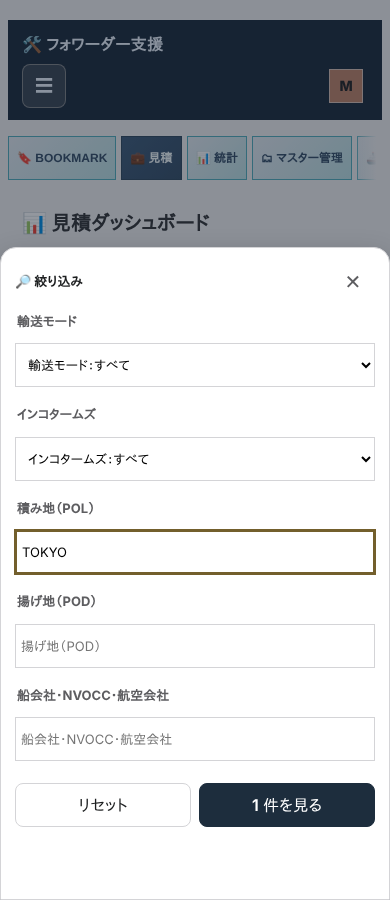 🛠️ フォワーダー支援
☰
M
🔖 BOOKMARK
💼 見積
📊 統計
🗂 マスター管理
📊 見積ダッシュボード
🔎 絞り込み
✕
輸送モード
輸送モード：すべて
インコタームズ
インコタームズ：すべて
積み地（POL）
TOKYO
揚げ地（POD）
揚げ地（POD）
船会社・NVOCC・航空会社
船会社・NVOCC・航空会社
リセット
1 件を見る